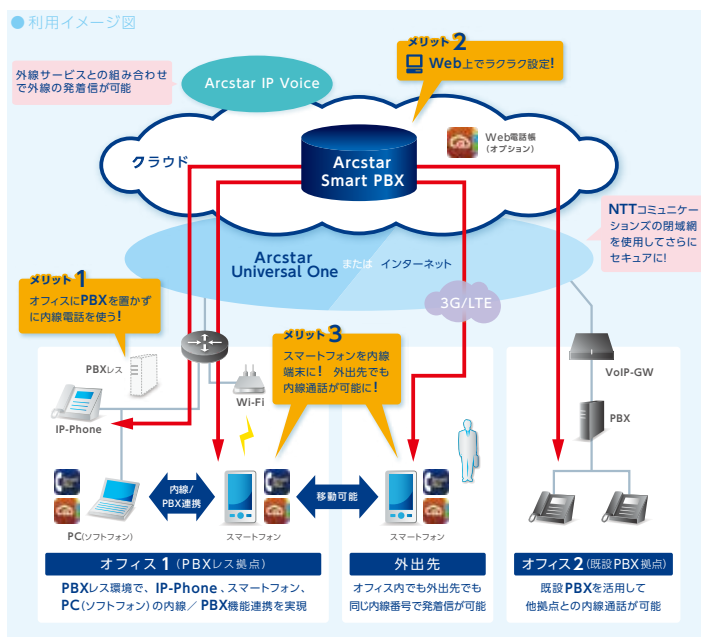 ●利用イメージ図
外線サービスとの組み合わせ
で外線の発着信が可能
Arcstar IP Voice
メリット2
Web上でラクラク設定!
クラウド
Arcstar
Smart PBX
Web電話帳
(オプション)
NTTコミュニケー
ションズの閉域網
を使用してさらに
セキュアに!
Arcstar
Universal One または インターネット
メリット1
オフィスにPBXを置かず
に内線電話を使う!
3G/LTE
メリット3
スマートフォンを内線
端末に! 外出先でも
内線通話が可能に!
PBXレス
IP-Phone
Wi-Fi
VoIP-GW
PBX
内線/
PBX連携
移動可能
PC(ソフトフォン)
スマートフォン
スマートフォン
オフィス1(PBXレス拠点)
PBXレス環境で、IP-Phone、スマートフォン、
PC(ソフトフォン)の内線/PBX機能連携を実現
外出先
オフィス内でも外出先でも
同じ内線番号で発着信が可能
オフィス2(既設PBX拠点)
既設PBXを活用して
他拠点との内線通話が可能